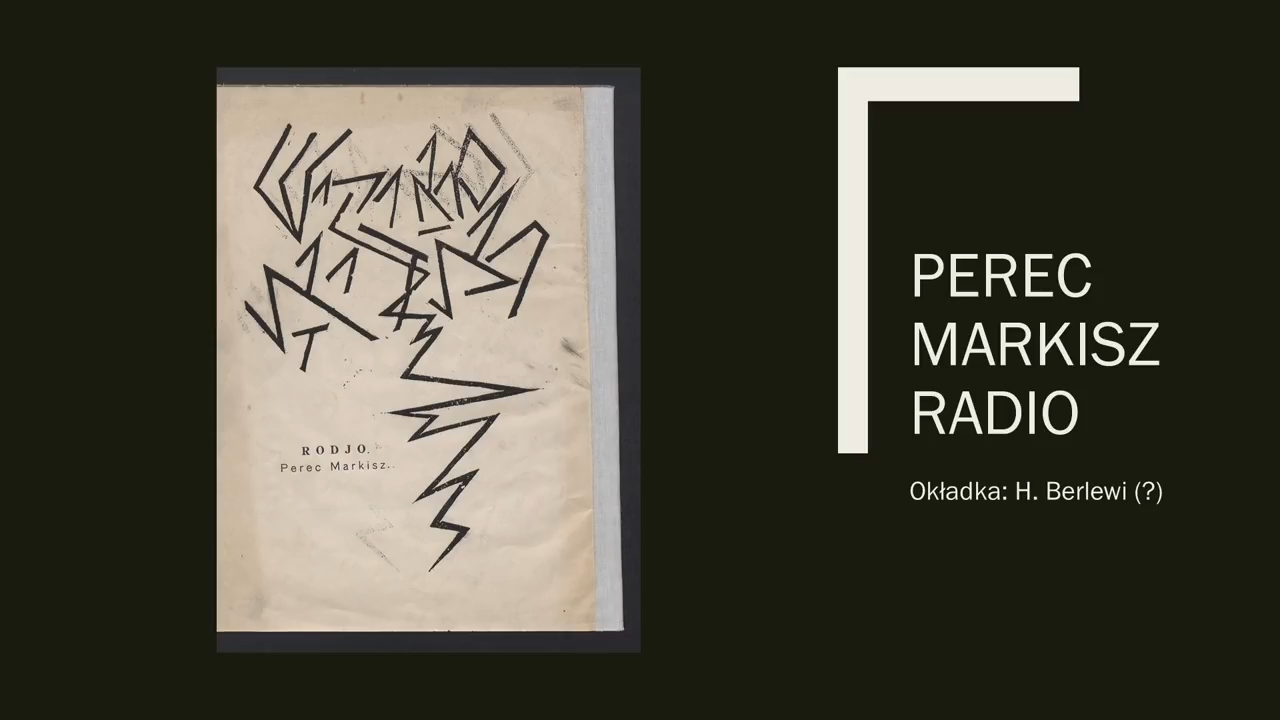 RODJO.
Perec Markisz.
PEREC
MARKISZ
RADIO
Okładka: H. Berlewi (?)